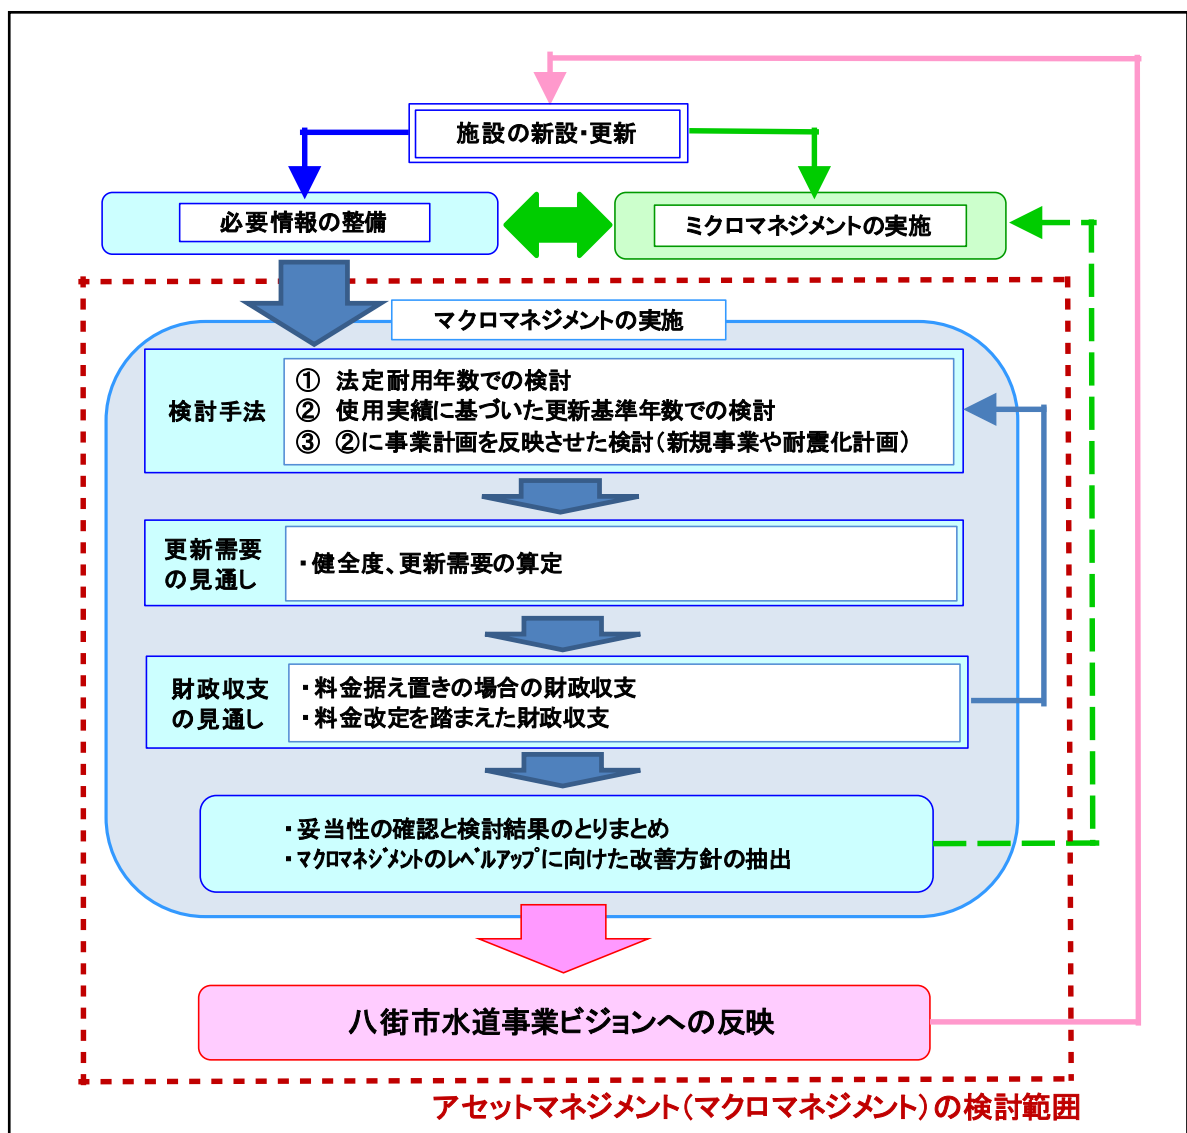 施設の新設・更新
必要情報の整備
ミクロマネジメントの実施
マクロマネジメントの実施
検討手法
① 法定耐用年数での検討
② 使用実績に基づいた更新基準年数での検討
③ ②に事業計画を反映させた検討（新規事業や耐震化計画）
更新需要
の見通し
・健全度、更新需要の算定
財政収支
の見通し
・料金据え置きの場合の財政収支
・料金改定を踏まえた財政収支
・妥当性の確認と検討結果のとりまとめ
・ﾏｸﾛﾏﾈｼﾞﾒﾝﾄのﾚﾍﾞﾙｱｯﾌﾟに向けた改善方針の抽出
八街市水道事業ビジョンへの反映
アセットマネジメント（マクロマネジメント）の検討範囲